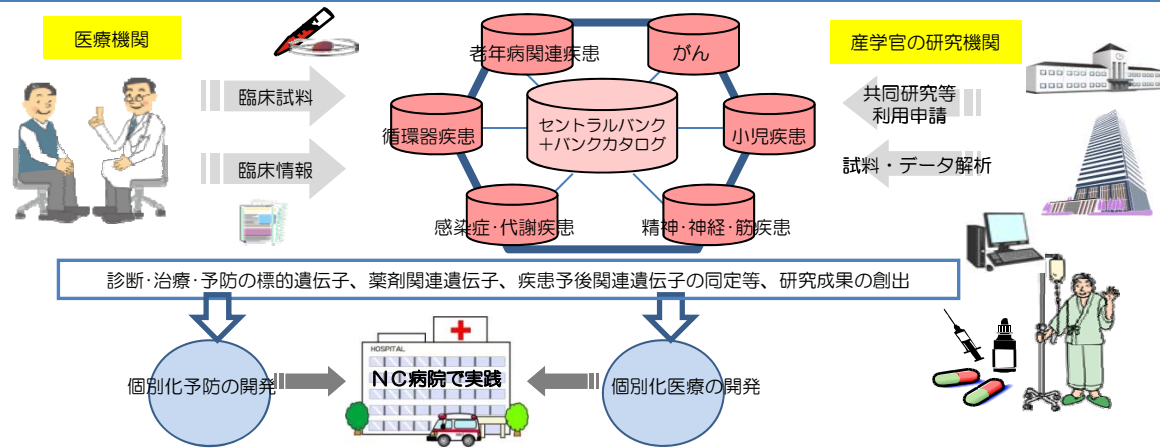 医療機関
老年病関連疾患
がん
産学官の研究機関
臨床試料
共同研究等
利用申請
循環器疾患
セントラルバンク
＋バンクカタログ
小児疾患
臨床情報
試料・データ解析
感染症・代謝疾患
精神・神経・筋疾患
診断・治療・予防の標的遺伝子、薬剤関連遺伝子、疾患予後関連遺伝子の同定等、研究成果の創出
HOSPITAL
個別化予防の開発
NC病院で実践
個別化医療の開発